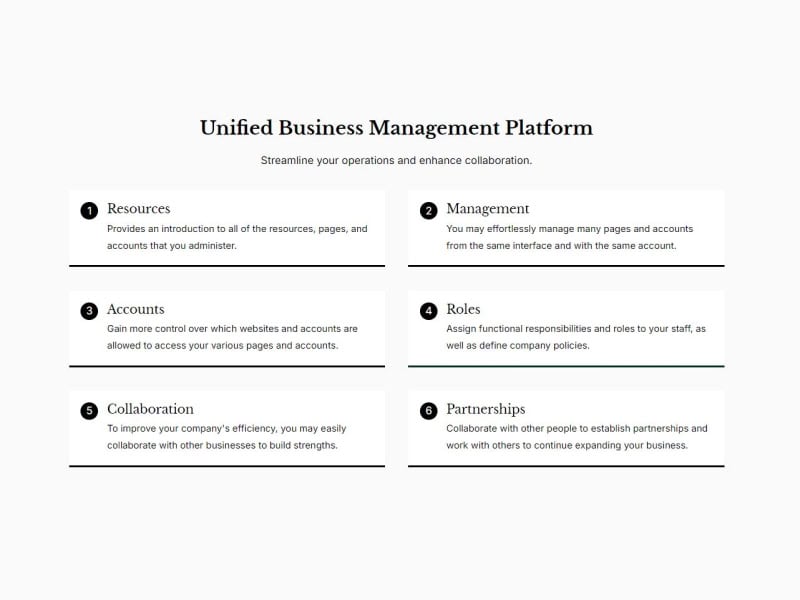 Unified Business Management Platform
Streamline your operations and enhance collaboration.
1 Resources
Provides an introduction to all of the resources, pages, and
accounts that you administer.
2 Management
You may effortlessly manage many pages and accounts
from the same interface and with the same account.
3 Accounts
Gain more control over which websites and accounts are
allowed to access your various pages and accounts.
4 Roles
Assign functional responsibilities and roles to your staff, as
well as define company policies.
5 Collaboration
To improve your company's efficiency, you may easily
collaborate with other businesses to build strengths.
6 Partnerships
Collaborate with other people to establish partnerships and
work with others to continue expanding your business.